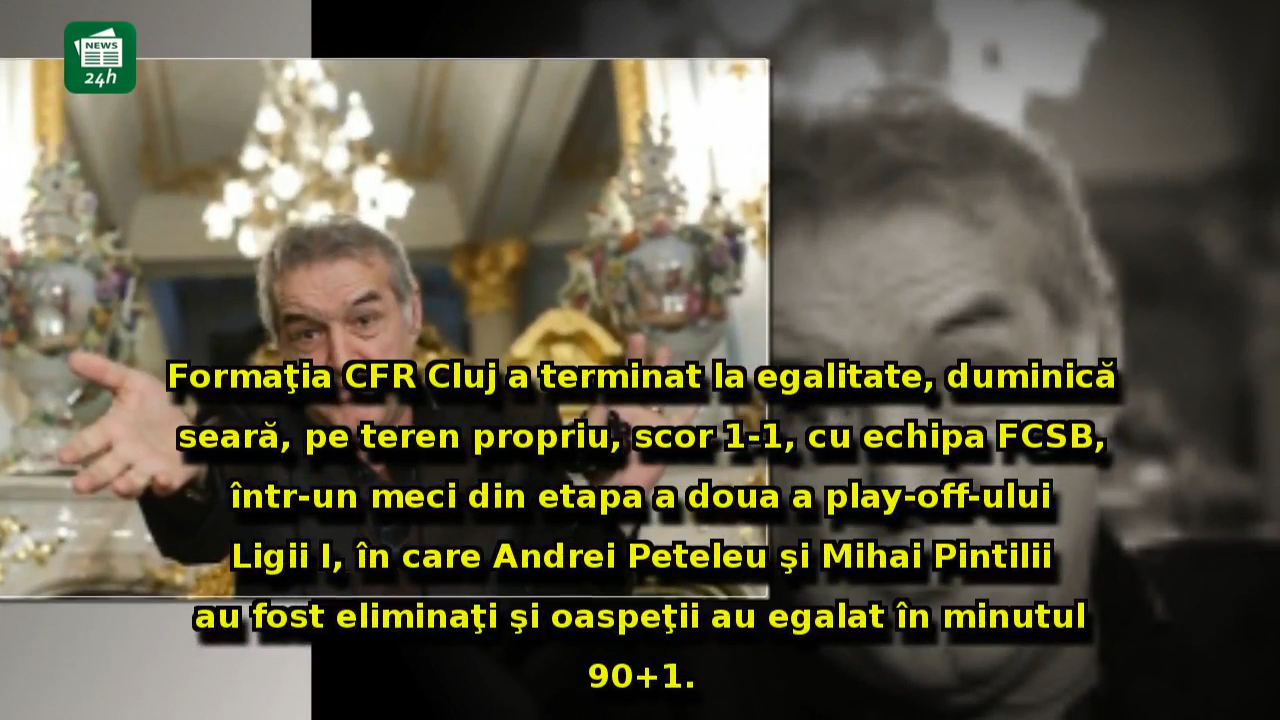 NEWS
24h
Formaţia CFR Cluj a terminat la egalitate, duminică
seară, pe teren propriu, scor 1-1, cu echipa FCSB,
într-un meci din etapa a doua a play-off-ului
Ligii I, în care Andrei Peteleu şi Mihai Pintilii
au fost eliminaţi şi oaspeţii au egalat în minutul
90+1.